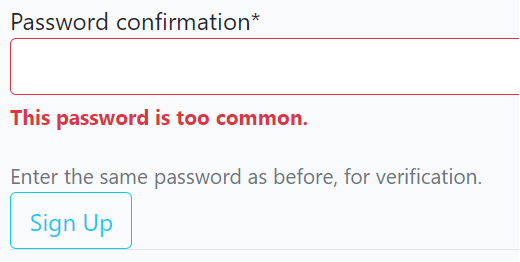 Password confirmation*
This password is too common.
Enter the same password as before, for verification.
Sign Up